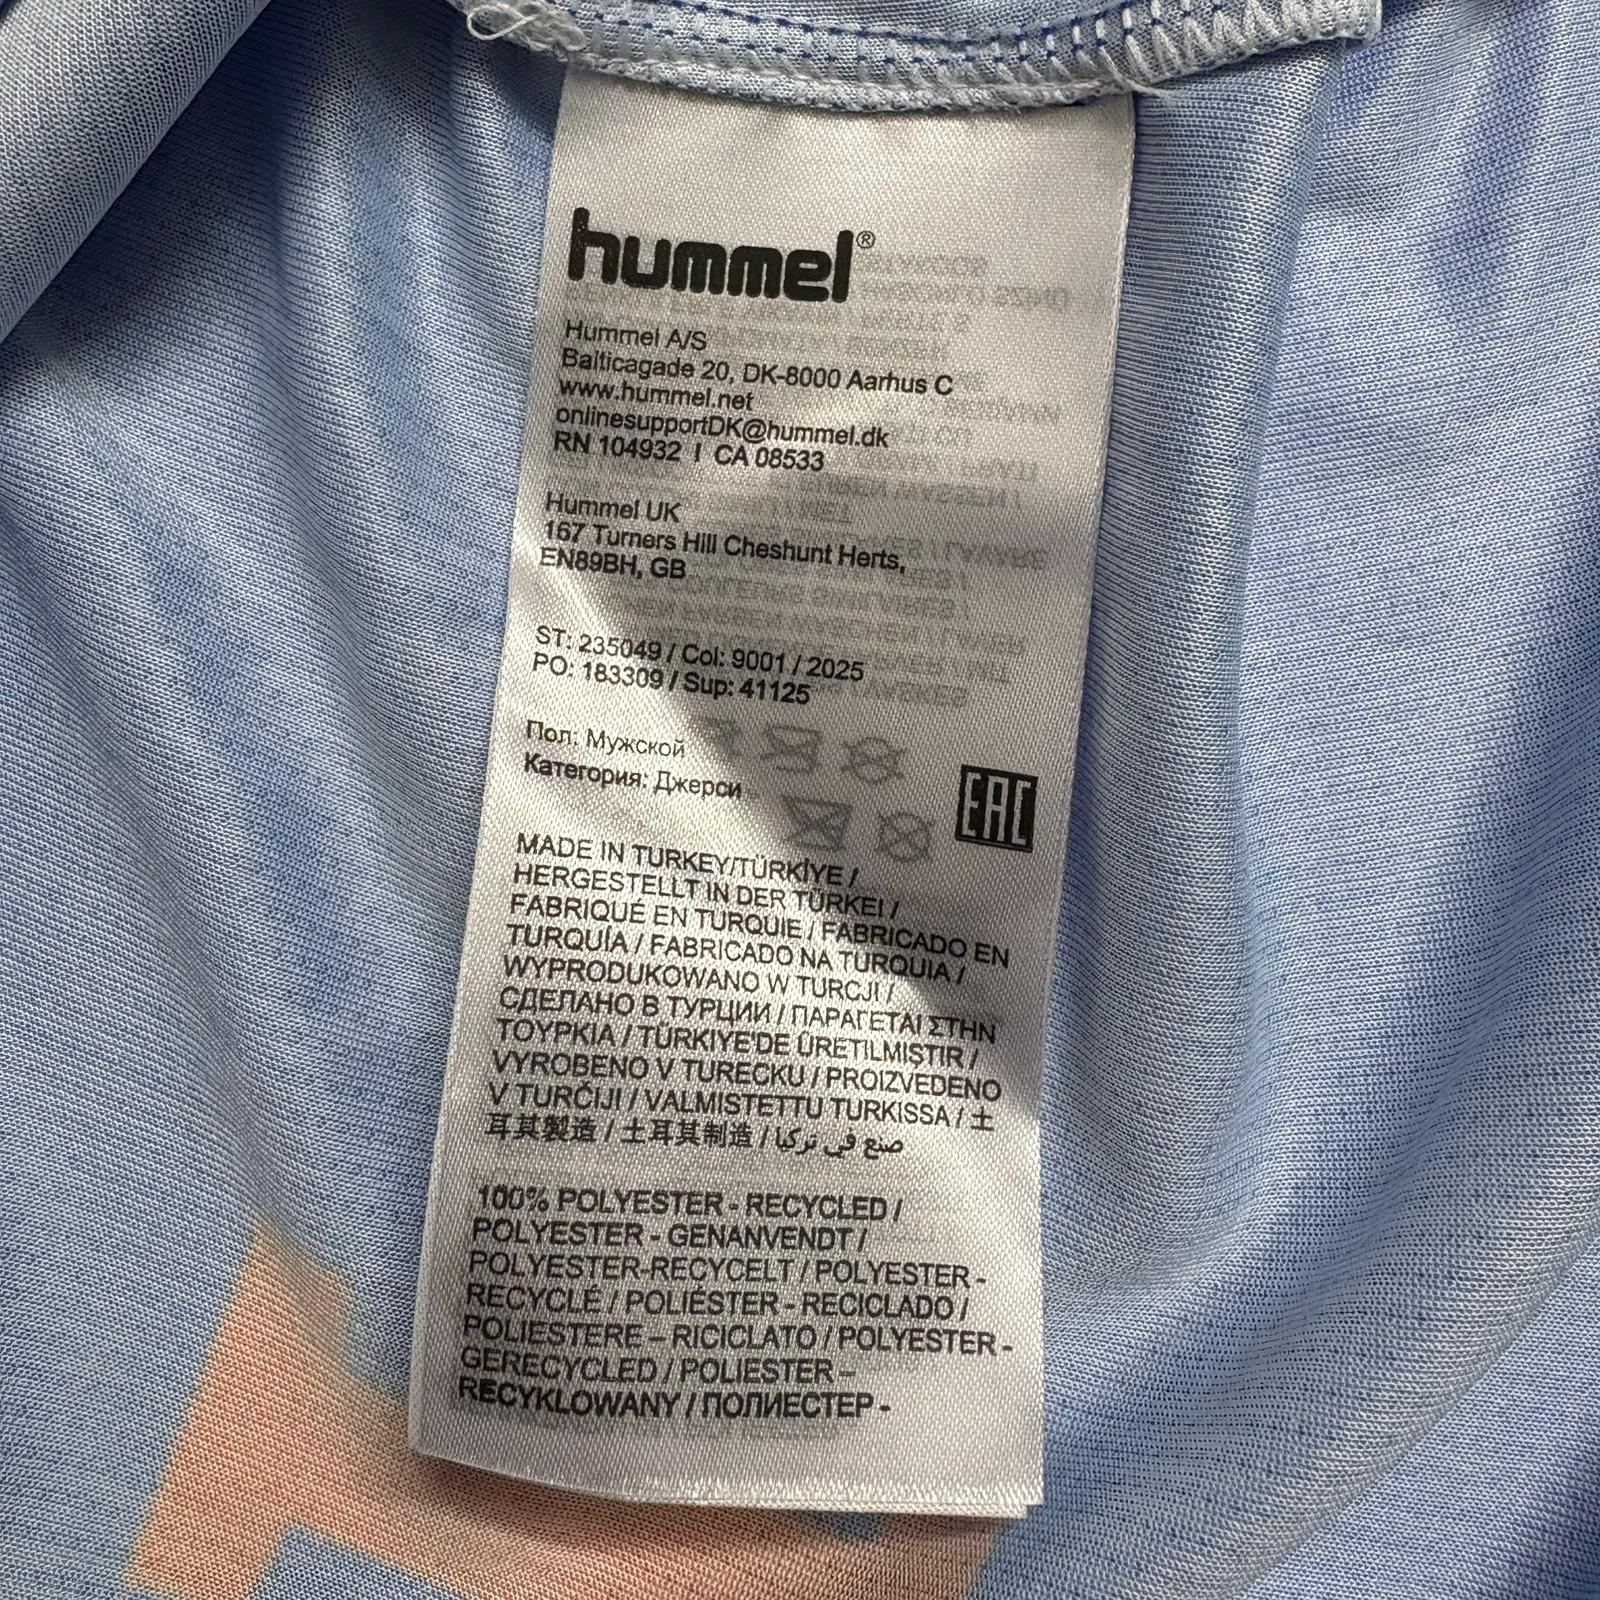 hummel®
Hummel A/S
Balticagade 20, DK-8000 Aarhus C
www.hummel.net
onlinesupportDK@hummel.dk
RN 104932 I CA 08533
Hummel UK
167 Turners Hill Cheshunt Herts,
EN89BH, GB
ST: 235049 / Col: 9001 / 2025
PO: 183309 / Sup: 41125
Пол: Мужской
Категория: Джерси
EAC
MADE IN TURKEY/TÜRKİYE /
HERGESTELLT IN DER TÜRKEI /
FABRIQUÉ EN TURQUIE / FABRICADO EN
TURQUÍA / FABRICADO NA TURQUIA /
WYPRODUKOWANO W TURCJI /
СДЕЛАНО В ТУРЦИИ / ΠΑΡΑΓΕΤΑΙ ΣΤΗΝ
ΤΟΥΡΚΙΑ / TÜRKIYE'DE ÜRETILMISTIR /
VYROBENO V TURECKU / PROIZVEDENO
V TURČIJI / VALMISTETTU TURKISSA / 土
耳其製造 / 土耳其制造 / صنع في تركيا
100% POLYESTER - RECYCLED /
POLYESTER - GENANVENDT /
POLYESTER-RECYCELT / POLYESTER -
RECYCLÉ / POLIÉSTER - RECICLADO /
POLIESTERE – RICICLATO / POLYESTER -
GERECYCLED / POLIESTER –
RECYKLOWANY / ПОЛИЕСТЕР -